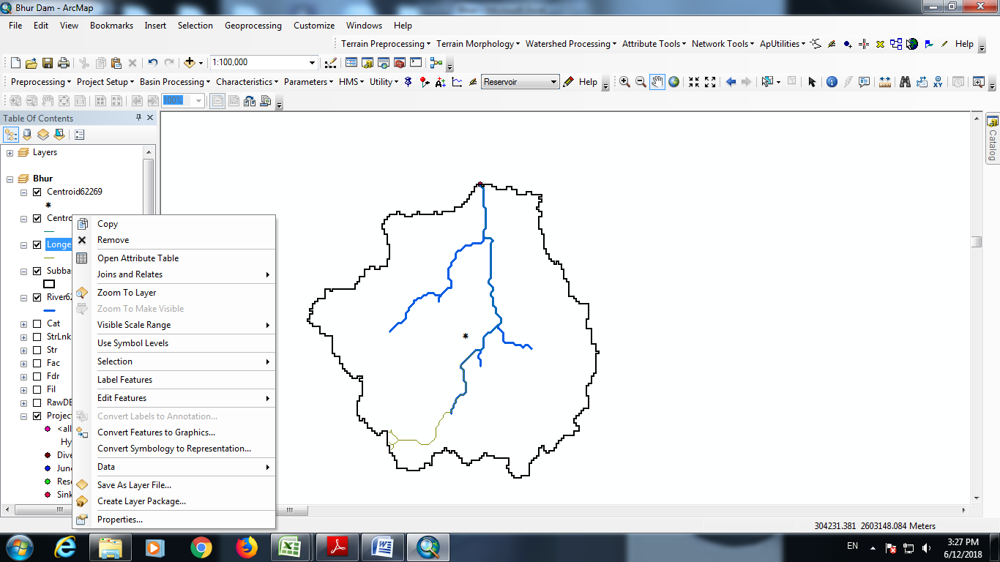 Bhur Dam - ArcMap
File Edit View Bookmarks Insert Selection Geoprocessing Customize Windows Help
Terrain Preprocessing Terrain Morphology Watershed Processing Attribute Tools Network Tools ApUtilities Help
1:100,000
Preprocessing Project Setup Basin Processing Characteristics Parameters HMS Utility Reservoir Help
100%
Table Of Contents
Catalog
Layers
Bhur
Centroid62269
Centro
Longe
Subba
River62
Cat
StrLnk
Str
Fac
Fdr
Fil
RawDE
Project
<all
Hy
Dive
Junc
Rese
Sink
Copy
Remove
Open Attribute Table
Joins and Relates
Zoom To Layer
Zoom To Make Visible
Visible Scale Range
Use Symbol Levels
Selection
Label Features
Edit Features
Convert Labels to Annotation...
Convert Features to Graphics...
Convert Symbology to Representation...
Data
Save As Layer File...
Create Layer Package...
Properties...
304231.381 2603148.084 Meters
EN
3:27 PM
6/12/2018